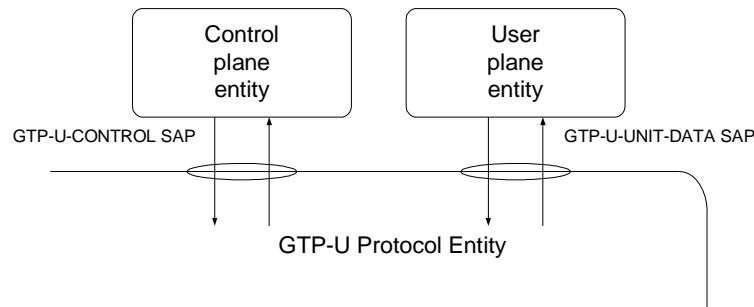 Control
plane
entity
User
plane
entity
GTP-U-CONTROL SAP
GTP-U-UNIT-DATA SAP
GTP-U Protocol Entity